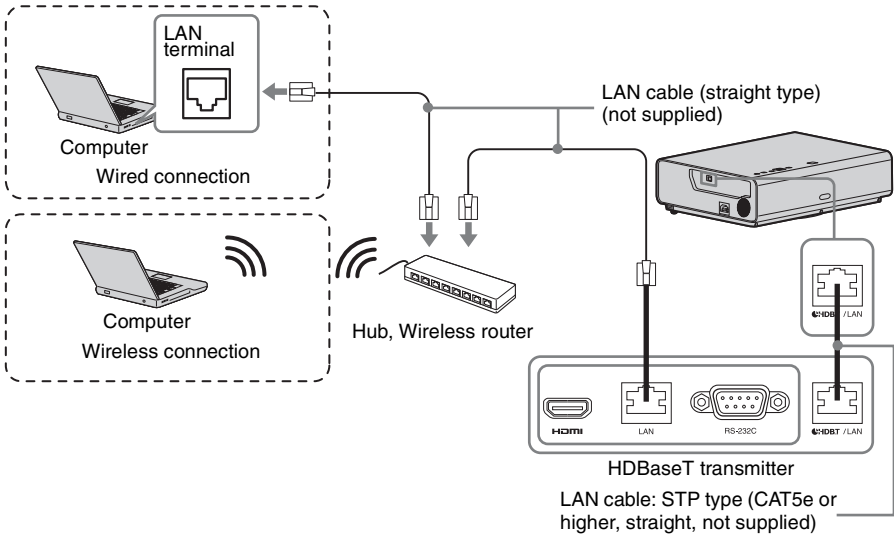 LAN
terminal
Computer
Wired connection
LAN cable (straight type)
(not supplied)
Computer
Wireless connection
Hub, Wireless router
HDBT / LAN
HDMI
LAN
RS-232C
HDBT / LAN
HDBaseT transmitter
LAN cable: STP type (CAT5e or
higher, straight, not supplied)